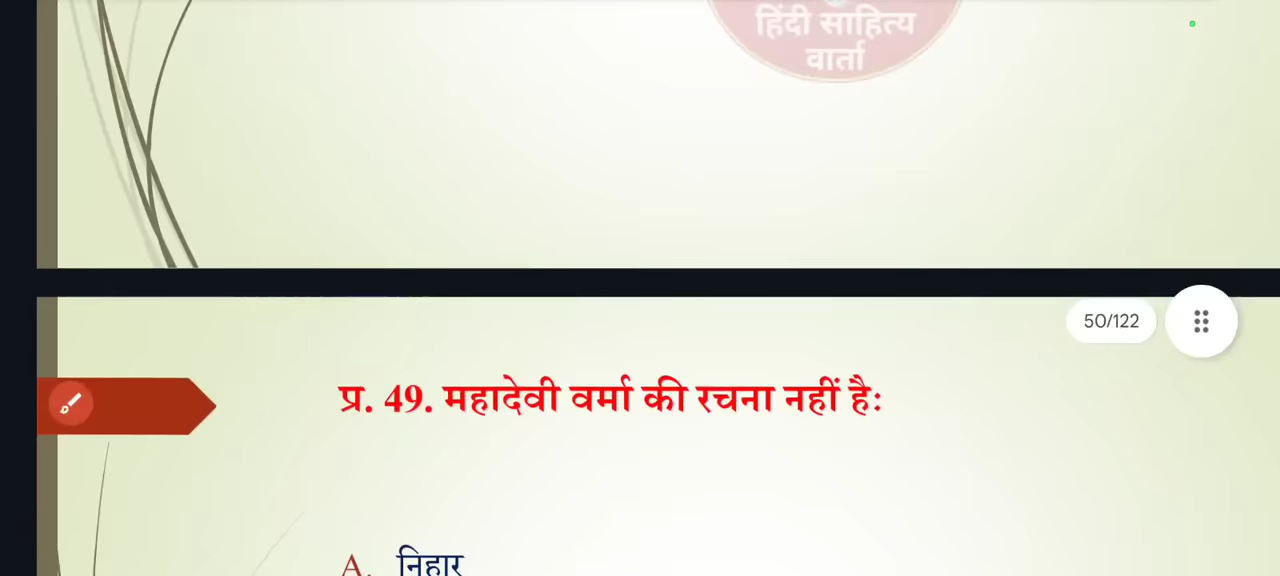 हिंदी साहित्य
वार्ता
50/122
प्र. 49. महादेवी वर्मा की रचना नहीं है:
A. निहार